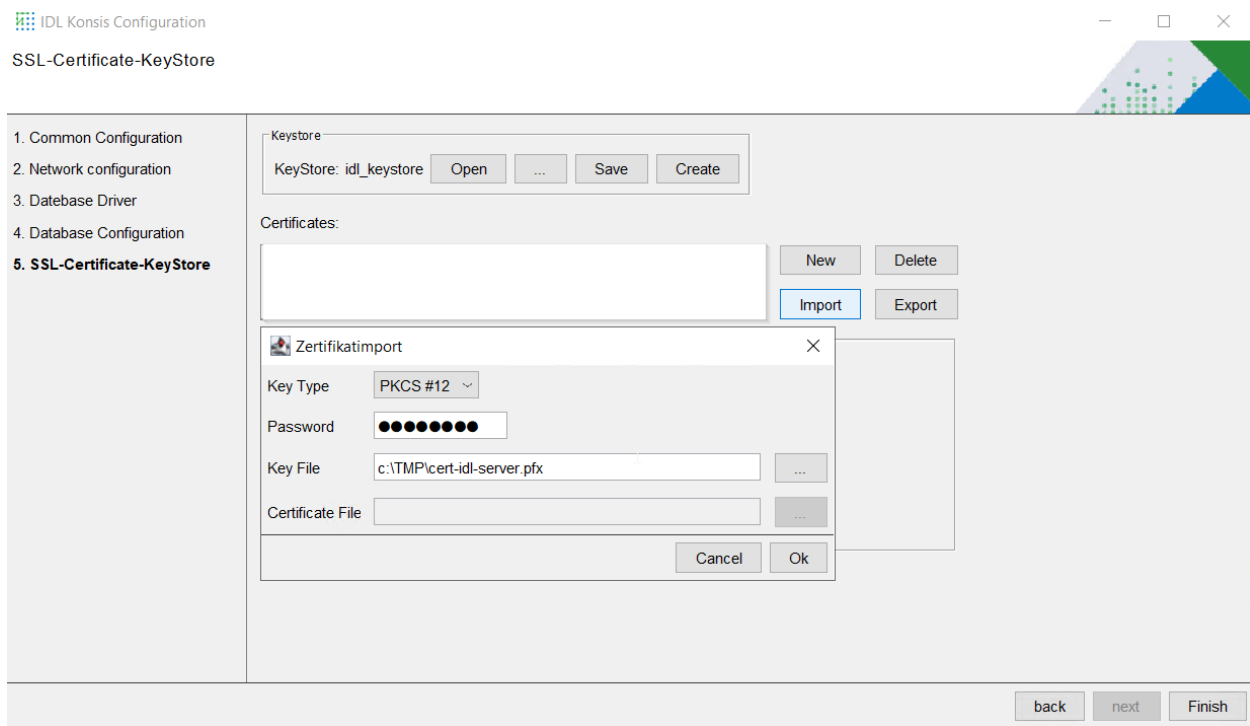 IDL Konsis Configuration
SSL-Certificate-KeyStore
1. Common Configuration
2. Network configuration
3. Datebase Driver
4. Database Configuration
5. SSL-Certificate-KeyStore
Keystore
KeyStore: idl_keystore Open ... Save Create
Certificates:
New Delete
Import Export
Zertifikatimport
Key Type PKCS #12
Password ●●●●●●●●
Key File c:\TMP\cert-idl-server.pfx ...
Certificate File ...
Cancel Ok
back next Finish